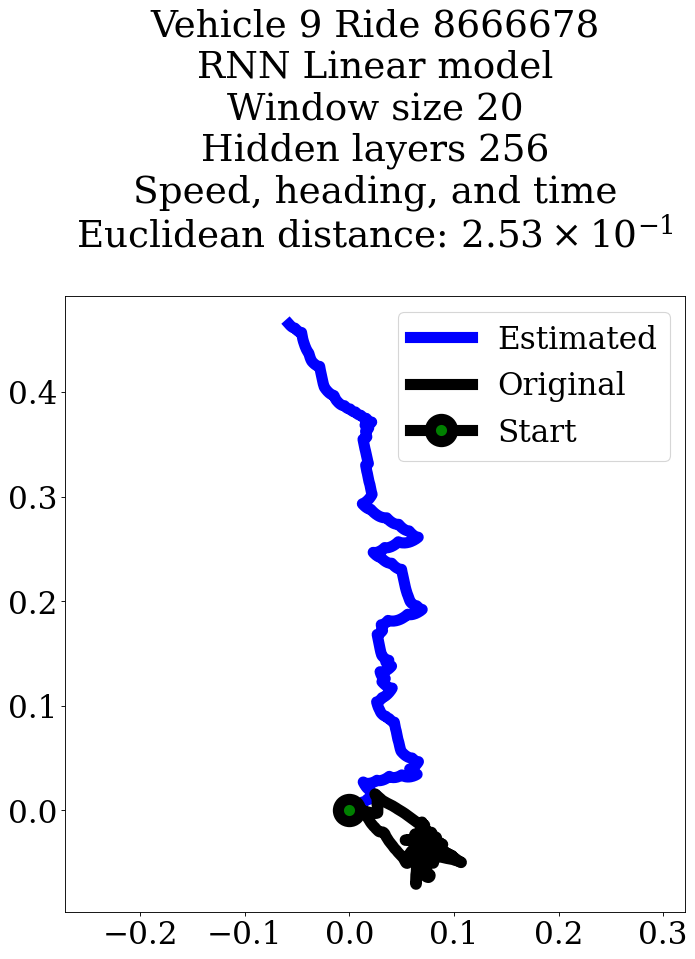 Vehicle 9 Ride 8666678
RNN Linear model
Window size 20
Hidden layers 256
Speed, heading, and time
Euclidean distance: 2.53 × 10⁻¹
Estimated
Original
Start
0.4
0.3
0.2
0.1
0.0
−0.2
−0.1
0.0
0.1
0.2
0.3